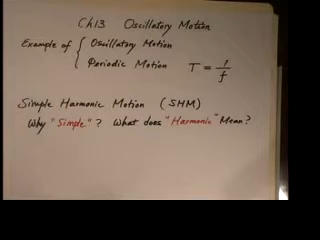 Ch13 Oscillatory Motion
Example of { Oscillatory Motion
Periodic Motion T = 1/f
Simple Harmonic Motion (SHM)
Why "Simple"? What does "Harmonic" Mean?